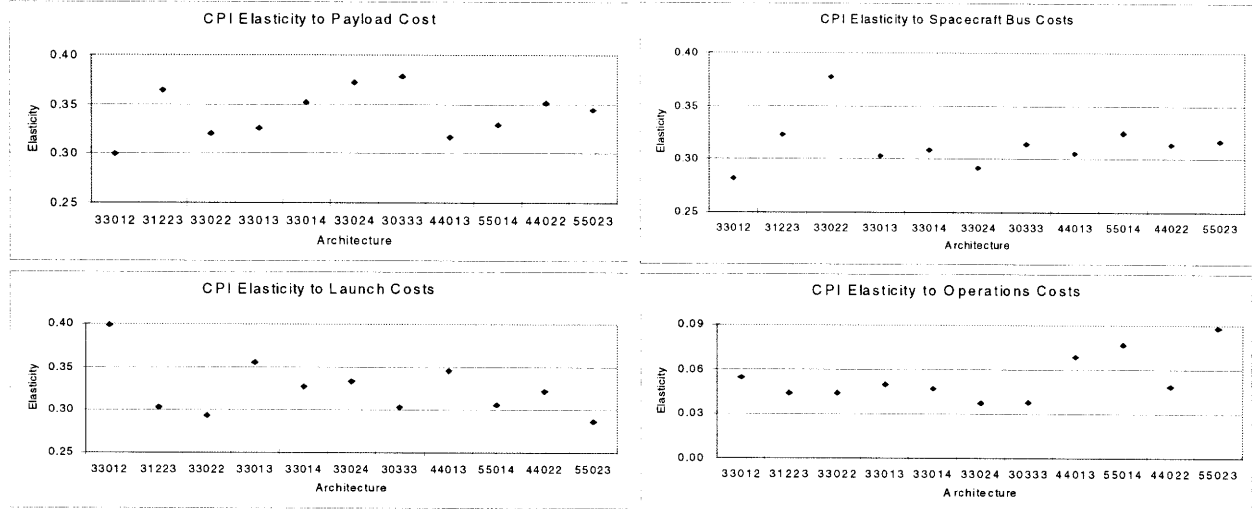 CPI Elasticity to Payload Cost
0.40
0.35
0.30
0.25
Elasticity
33012 31223 33022 33013 33014 33024 30333 44013 55014 44022 55023
Architecture
CPI Elasticity to Spacecraft Bus Costs
0.40
0.35
0.30
0.25
Elasticity
33012 31223 33022 33013 33014 33024 30333 44013 55014 44022 55023
Architecture
CPI Elasticity to Launch Costs
0.40
0.35
0.30
0.25
Elasticity
33012 31223 33022 33013 33014 33024 30333 44013 55014 44022 55023
Architecture
CPI Elasticity to Operations Costs
0.09
0.06
0.03
0.00
Elasticity
33012 31223 33022 33013 33014 33024 30333 44013 55014 44022 55023
Architecture